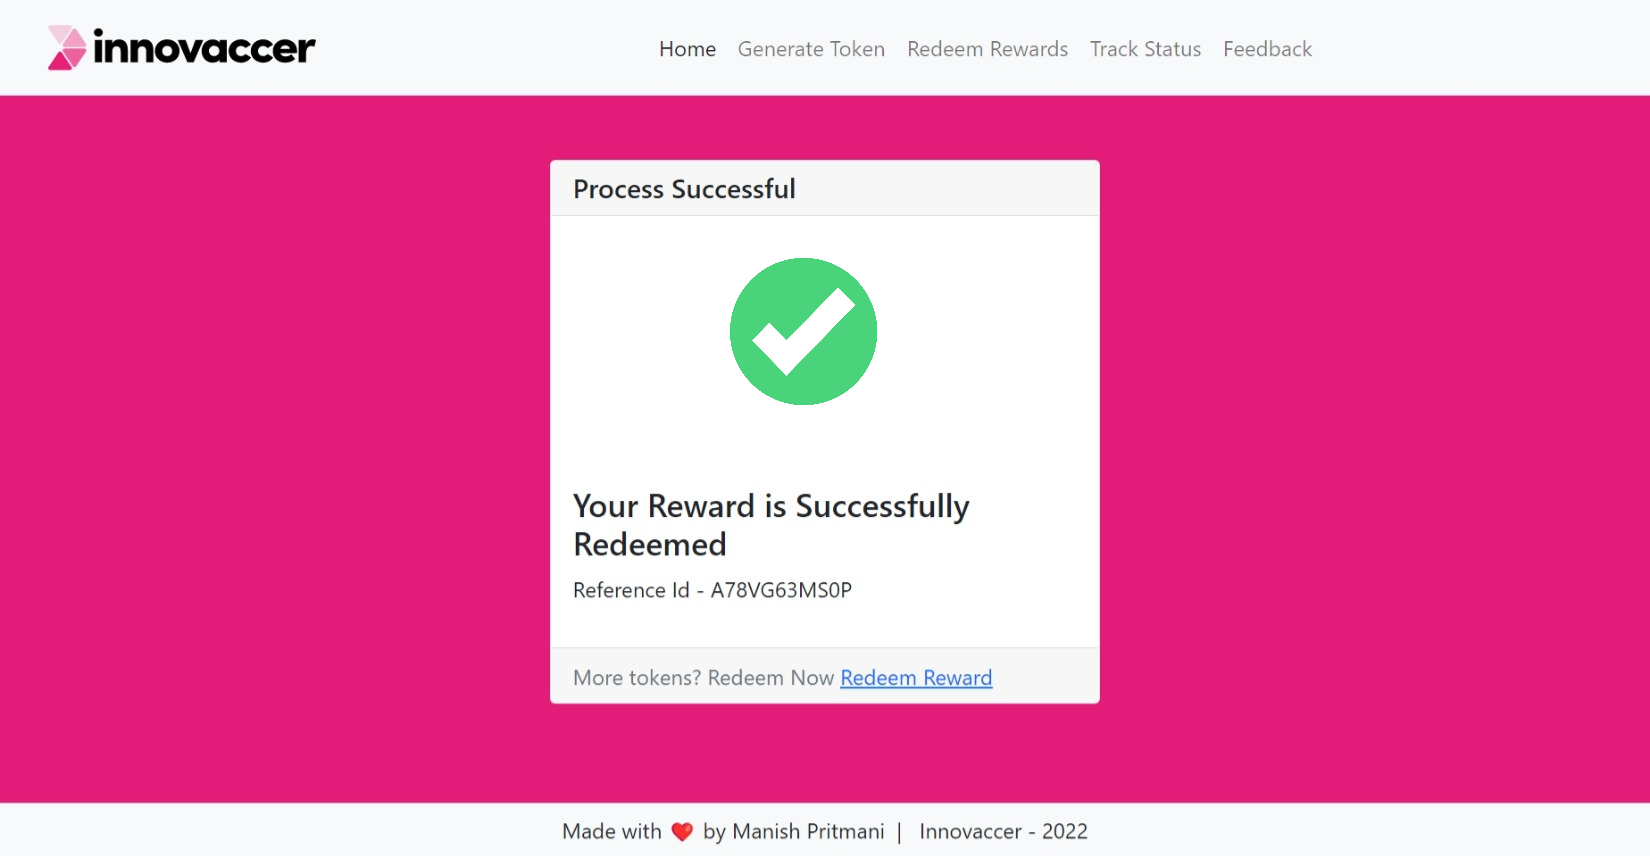 innovaccer
Home Generate Token Redeem Rewards Track Status Feedback
Process Successful
Your Reward is Successfully
Redeemed
Reference Id - A78VG63MS0P
More tokens? Redeem Now Redeem Reward
Made with ❤️ by Manish Pritmani | Innovaccer - 2022